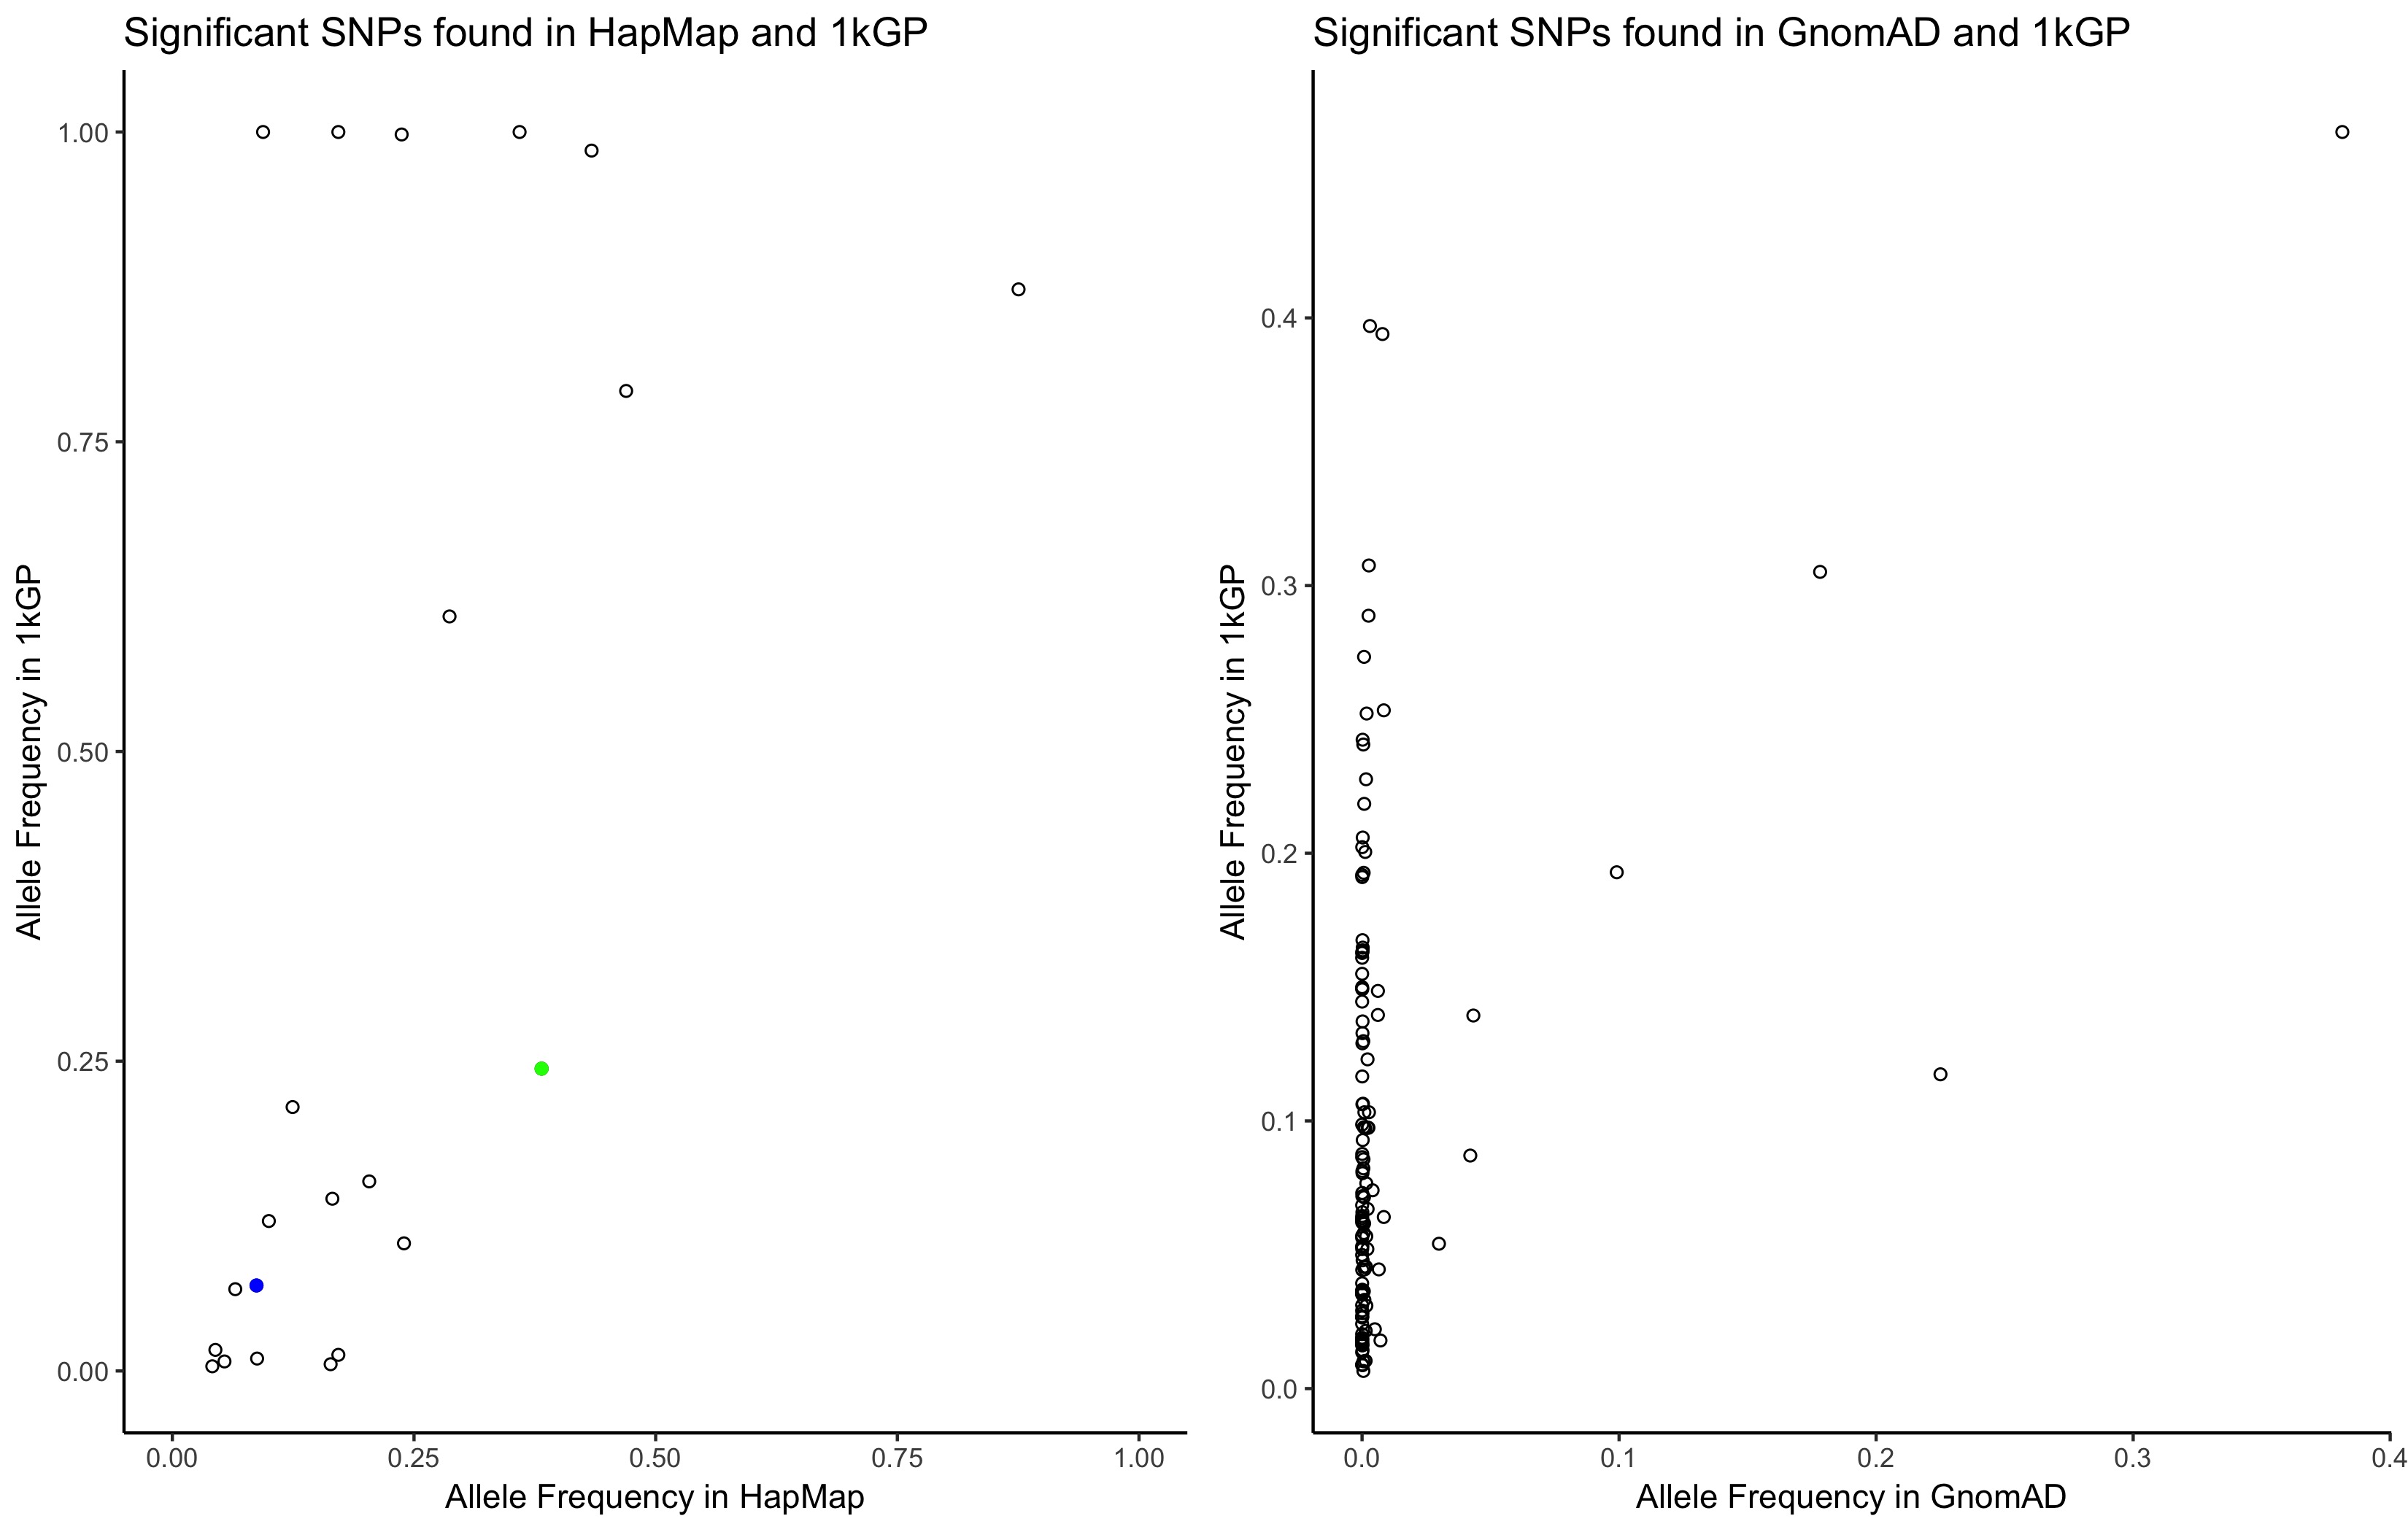 Significant SNPs found in HapMap and 1kGP
Allele Frequency in 1kGP
1.00
0.75
0.50
0.25
0.00
0.00 0.25 0.50 0.75 1.00
Allele Frequency in HapMap
Significant SNPs found in GnomAD and 1kGP
Allele Frequency in 1kGP
0.4
0.3
0.2
0.1
0.0
0.0 0.1 0.2 0.3 0.4
Allele Frequency in GnomAD